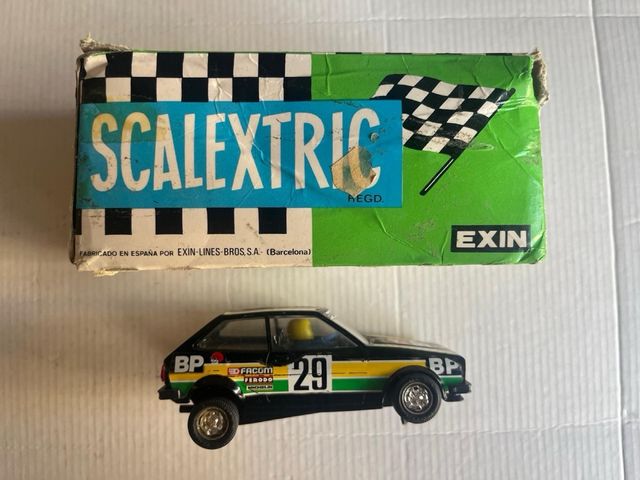 SCALEXTRIC
REGD.
EXIN
FABRICADO EN ESPAÑA POR EXIN-LINES-BROS, S.A.- (Barcelona)
BP
FACOM
FERODO
29
BP